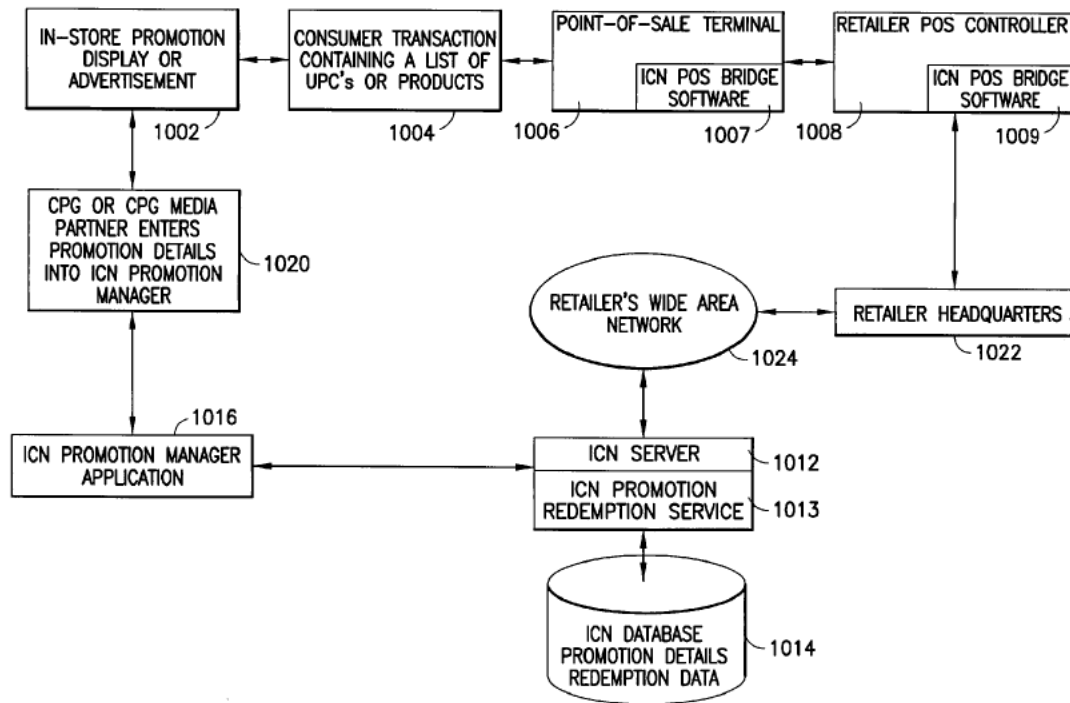 IN-STORE PROMOTION
DISPLAY OR
ADVERTISEMENT
1002
CONSUMER TRANSACTION
CONTAINING A LIST OF
UPC's OR PRODUCTS
1004
POINT-OF-SALE TERMINAL
ICN POS BRIDGE
SOFTWARE
1006
1007
RETAILER POS CONTROLLER
ICN POS BRIDGE
SOFTWARE
1008
1009
CPG OR CPG MEDIA
PARTNER ENTERS
PROMOTION DETAILS
INTO ICN PROMOTION
MANAGER
1020
RETAILER'S WIDE AREA
NETWORK
1024
RETAILER HEADQUARTERS
1022
1016
ICN PROMOTION MANAGER
APPLICATION
ICN SERVER
1012
ICN PROMOTION
REDEMPTION SERVICE
1013
ICN DATABASE
PROMOTION DETAILS
REDEMPTION DATA
1014